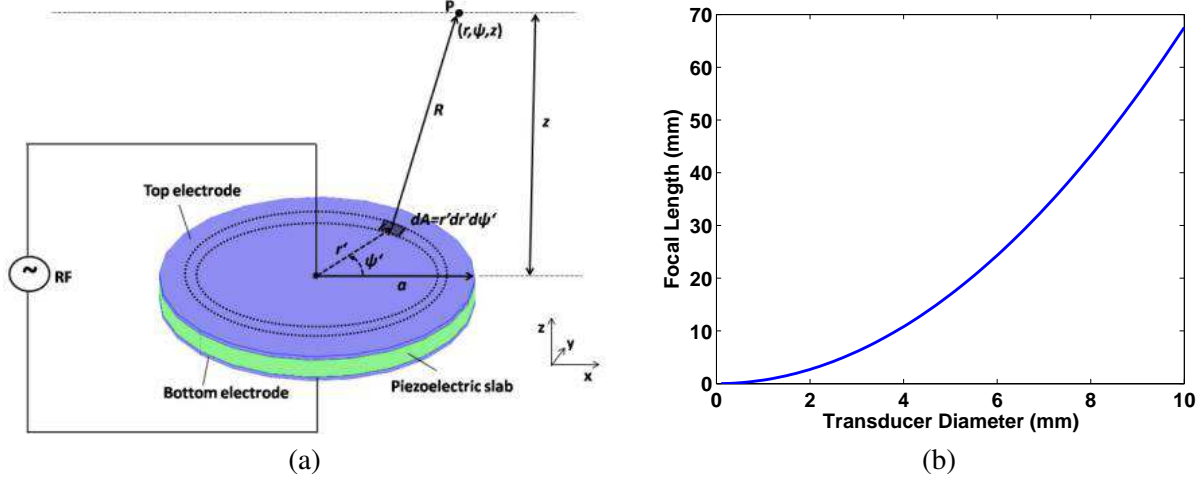 P
(r,ψ,z)
R
z
Top electrode
dA=r'dr'dψ'
r'
ψ'
a
~
RF
z
y
x
Bottom electrode
Piezoelectric slab
(a)
70
60
50
40
30
20
10
0
Focal Length (mm)
0 2 4 6 8 10
Transducer Diameter (mm)
(b)